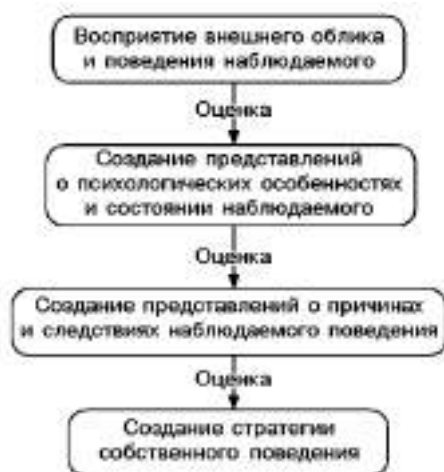 Восприятие внешнего облика
и поведения наблюдаемого
Оценка
Создание представлений
о психологических особенностях
и состоянии наблюдаемого
Оценка
Создание представлений о причинах
и следствиях наблюдаемого поведения
Оценка
Создание стратегии
собственного поведения